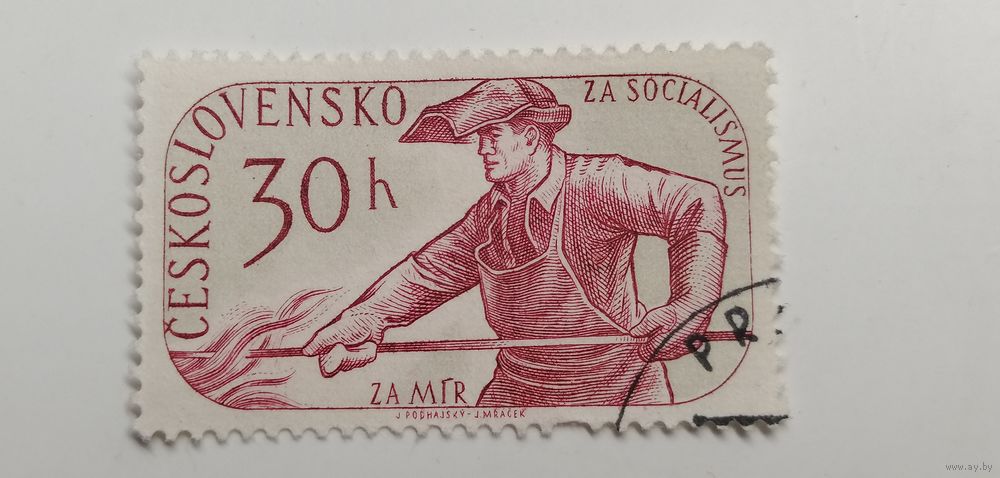 ČESKOSLOVENSKO
ZA SOCIALISMUS
30 h
ZA MÍR
J. PODHAJSKÝ - J. MRÁČEK
PR
www.ay.by